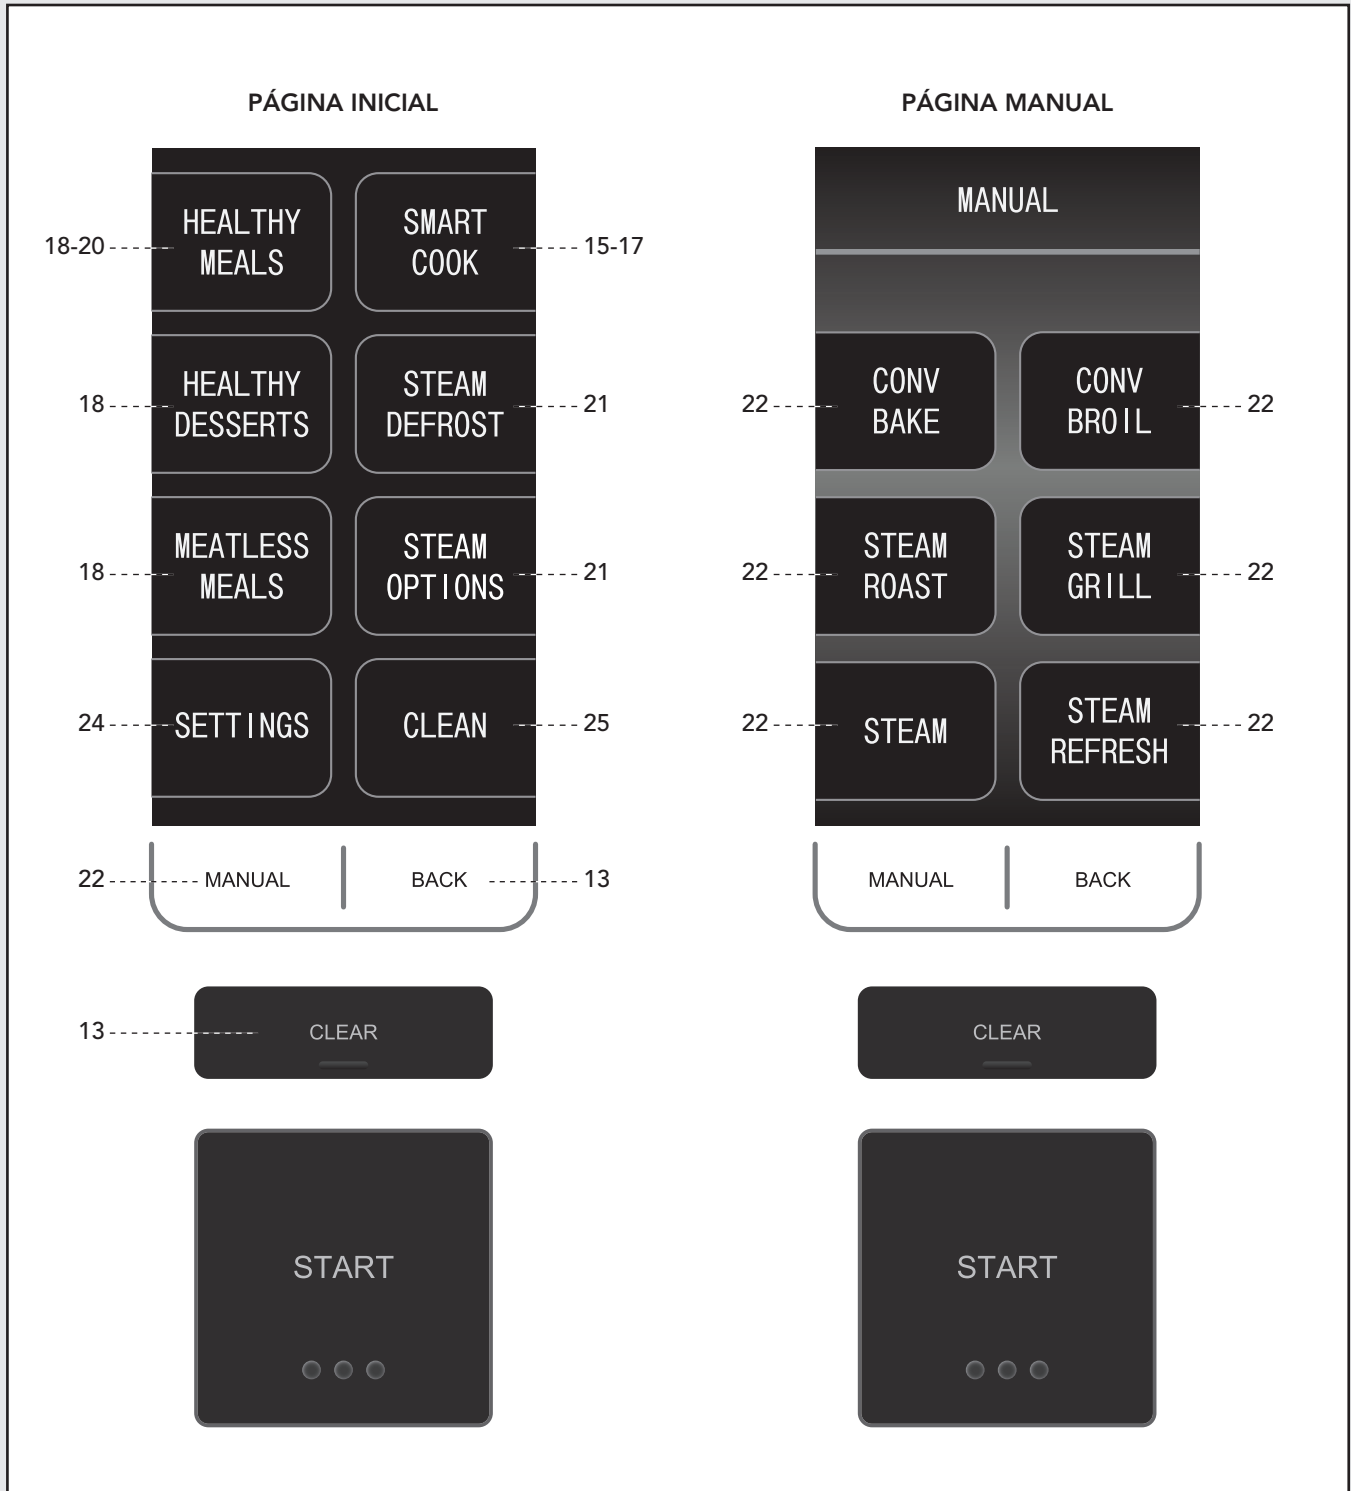 PÁGINA INICIAL
HEALTHY
MEALS
18-20
SMART
COOK
15-17
HEALTHY
DESSERTS
18
STEAM
DEFROST
21
MEATLESS
MEALS
18
STEAM
OPTIONS
21
24
SETTINGS
CLEAN
25
22
MANUAL
BACK
13
13
CLEAR
START
PÁGINA MANUAL
MANUAL
CONV
BAKE
22
CONV
BROIL
22
STEAM
ROAST
22
STEAM
GRILL
22
22
STEAM
STEAM
REFRESH
22
MANUAL
BACK
CLEAR
START